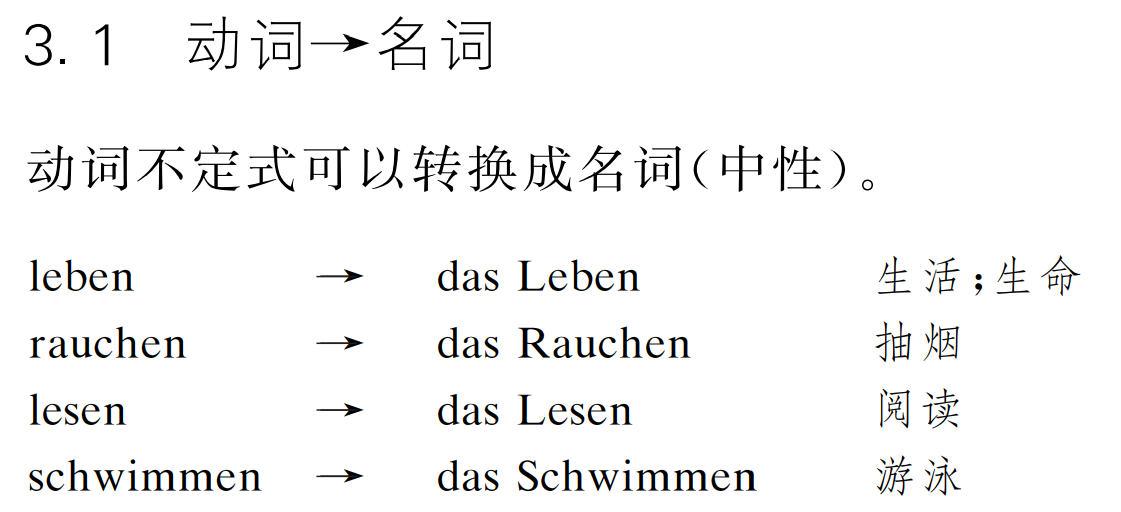 3.1 动词→名词
动词不定式可以转换成名词(中性)。
leben → das Leben 生活;生命
rauchen → das Rauchen 抽烟
lesen → das Lesen 阅读
schwimmen → das Schwimmen 游泳